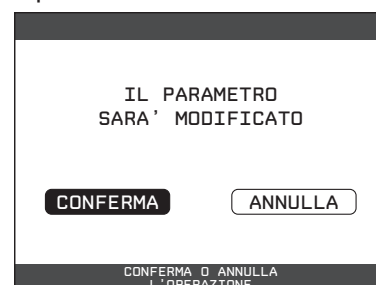 IL PARAMETRO
SARA' MODIFICATO
CONFERMA
ANNULLA
CONFERMA O ANNULLA
L'OPERAZIONE